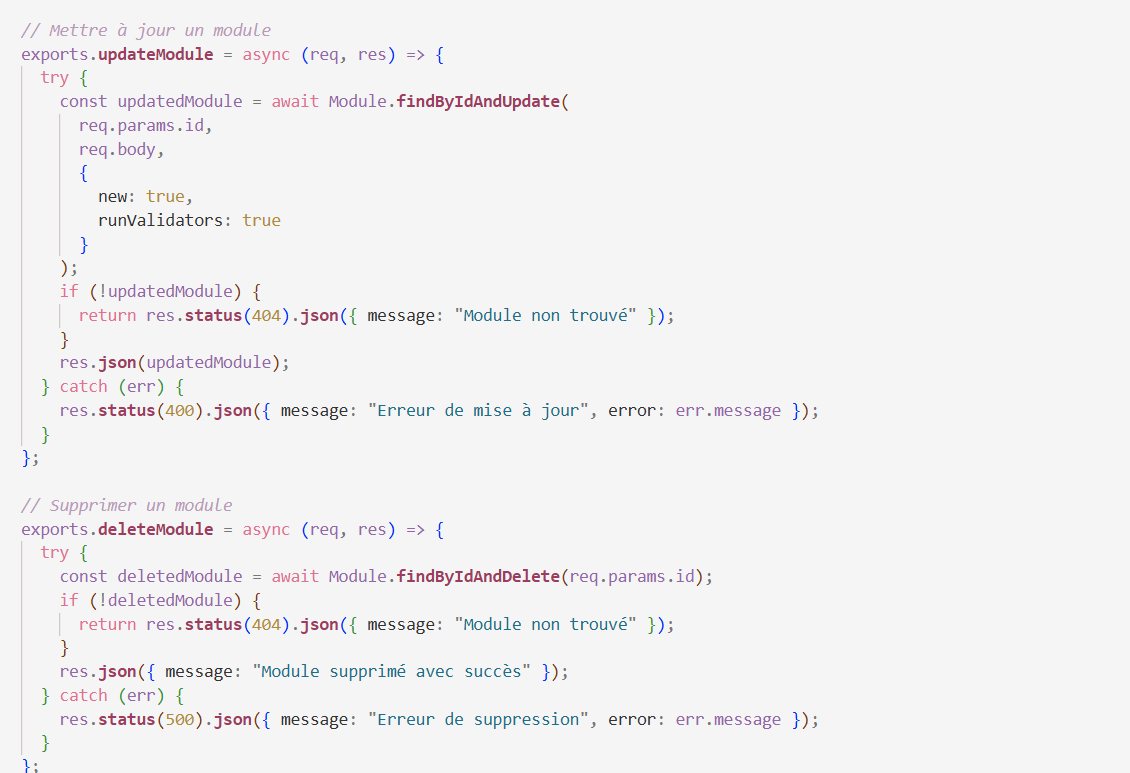 // Mettre à jour un module
exports.updateModule = async (req, res) => {
  try {
    const updatedModule = await Module.findByIdAndUpdate(
      req.params.id,
      req.body,
      {
        new: true,
        runValidators: true
      }
    );
    if (!updatedModule) {
      return res.status(404).json({ message: "Module non trouvé" });
    }
    res.json(updatedModule);
  } catch (err) {
    res.status(400).json({ message: "Erreur de mise à jour", error: err.message });
  }
};

// Supprimer un module
exports.deleteModule = async (req, res) => {
  try {
    const deletedModule = await Module.findByIdAndDelete(req.params.id);
    if (!deletedModule) {
      return res.status(404).json({ message: "Module non trouvé" });
    }
    res.json({ message: "Module supprimé avec succès" });
  } catch (err) {
    res.status(500).json({ message: "Erreur de suppression", error: err.message });
  }
};